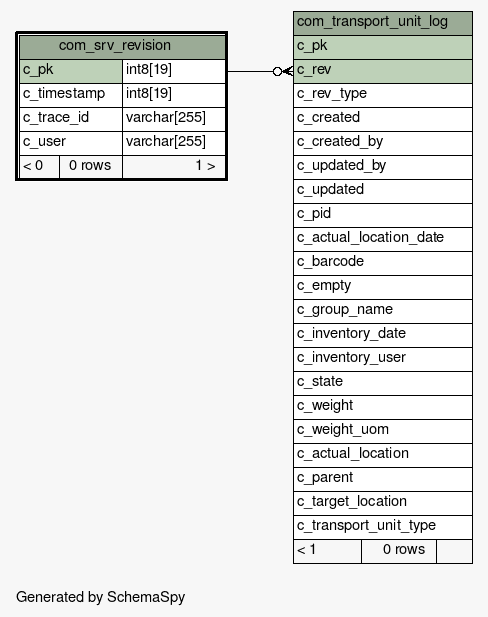 com_srv_revision
c_pk int8[19]
c_timestamp int8[19]
c_trace_id varchar[255]
c_user varchar[255]
< 0 0 rows 1 >
com_transport_unit_log
c_pk
c_rev
c_rev_type
c_created
c_created_by
c_updated_by
c_updated
c_pid
c_actual_location_date
c_barcode
c_empty
c_group_name
c_inventory_date
c_inventory_user
c_state
c_weight
c_weight_uom
c_actual_location
c_parent
c_target_location
c_transport_unit_type
< 1 0 rows
Generated by SchemaSpy